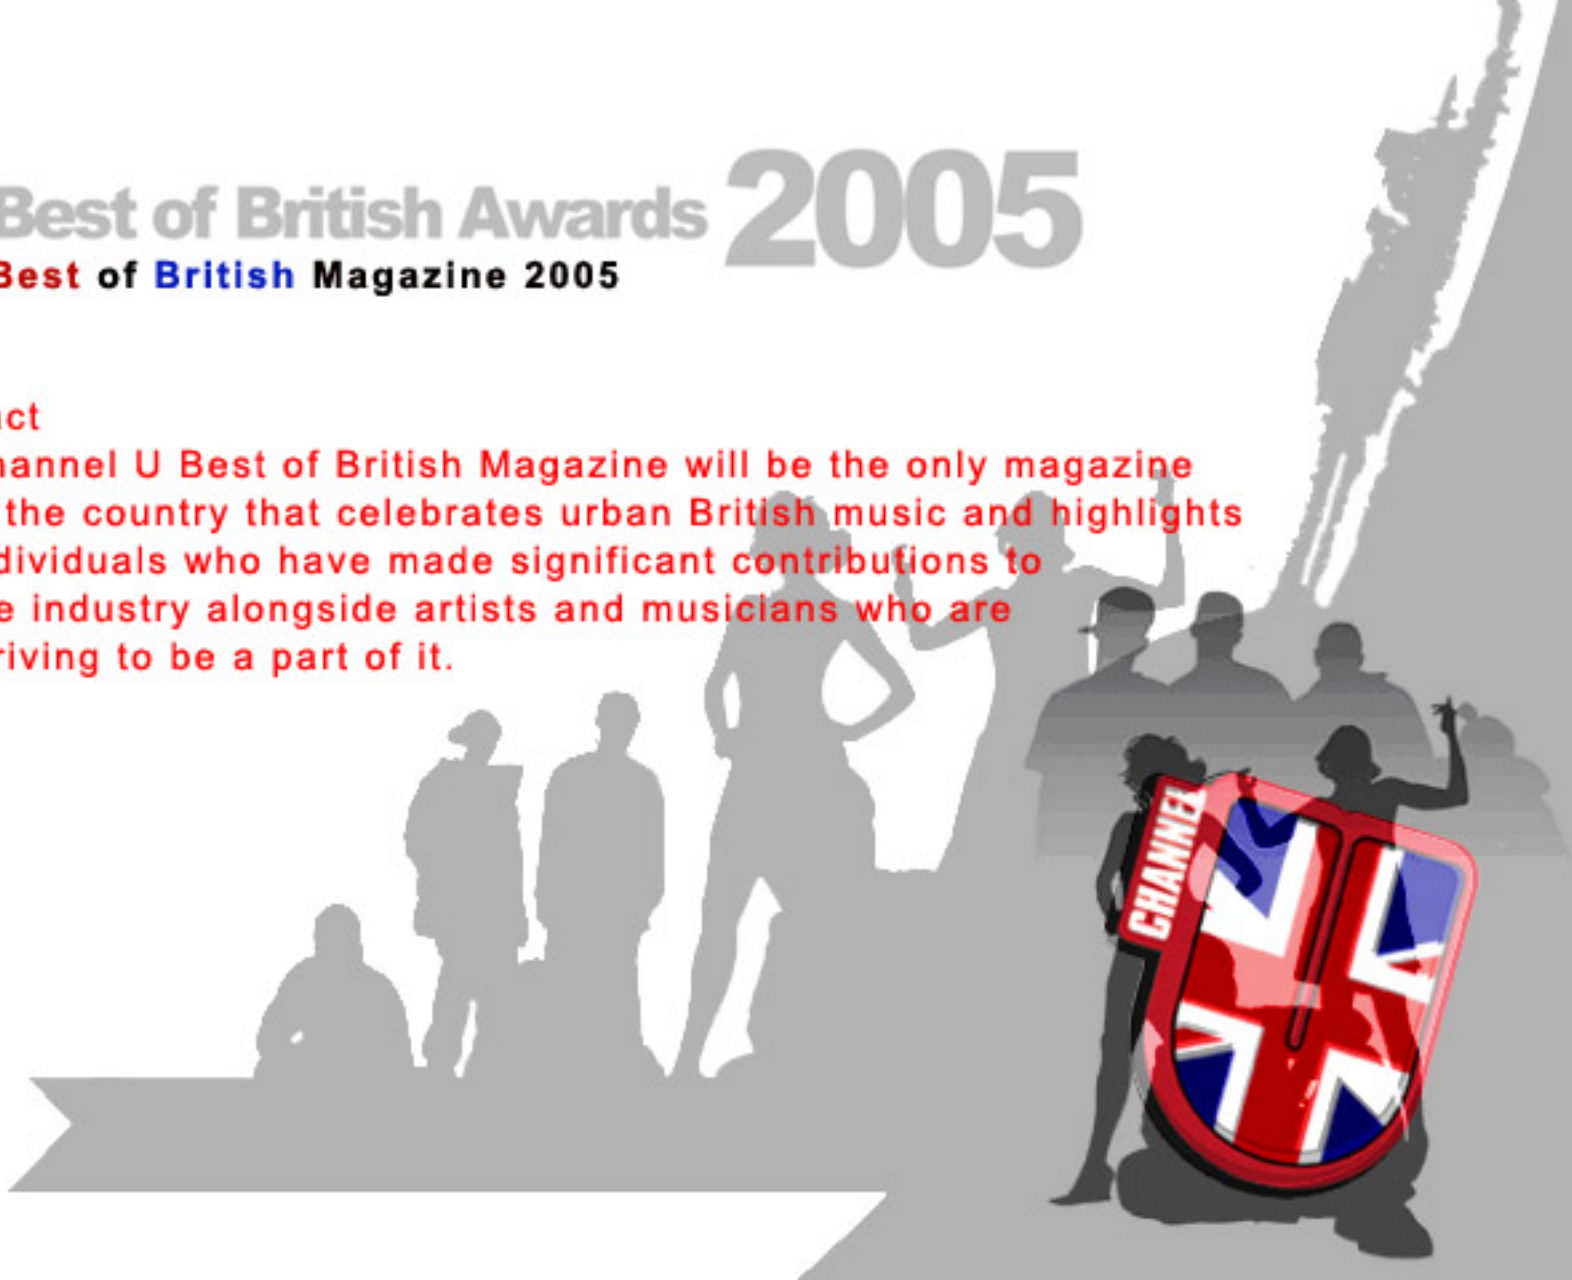 Best of British Awards 2005
Best of British Magazine 2005
act
hannel U Best of British Magazine will be the only magazine
the country that celebrates urban British music and highlights
dividuals who have made significant contributions to
e industry alongside artists and musicians who are
riving to be a part of it.
CHANNEL
U